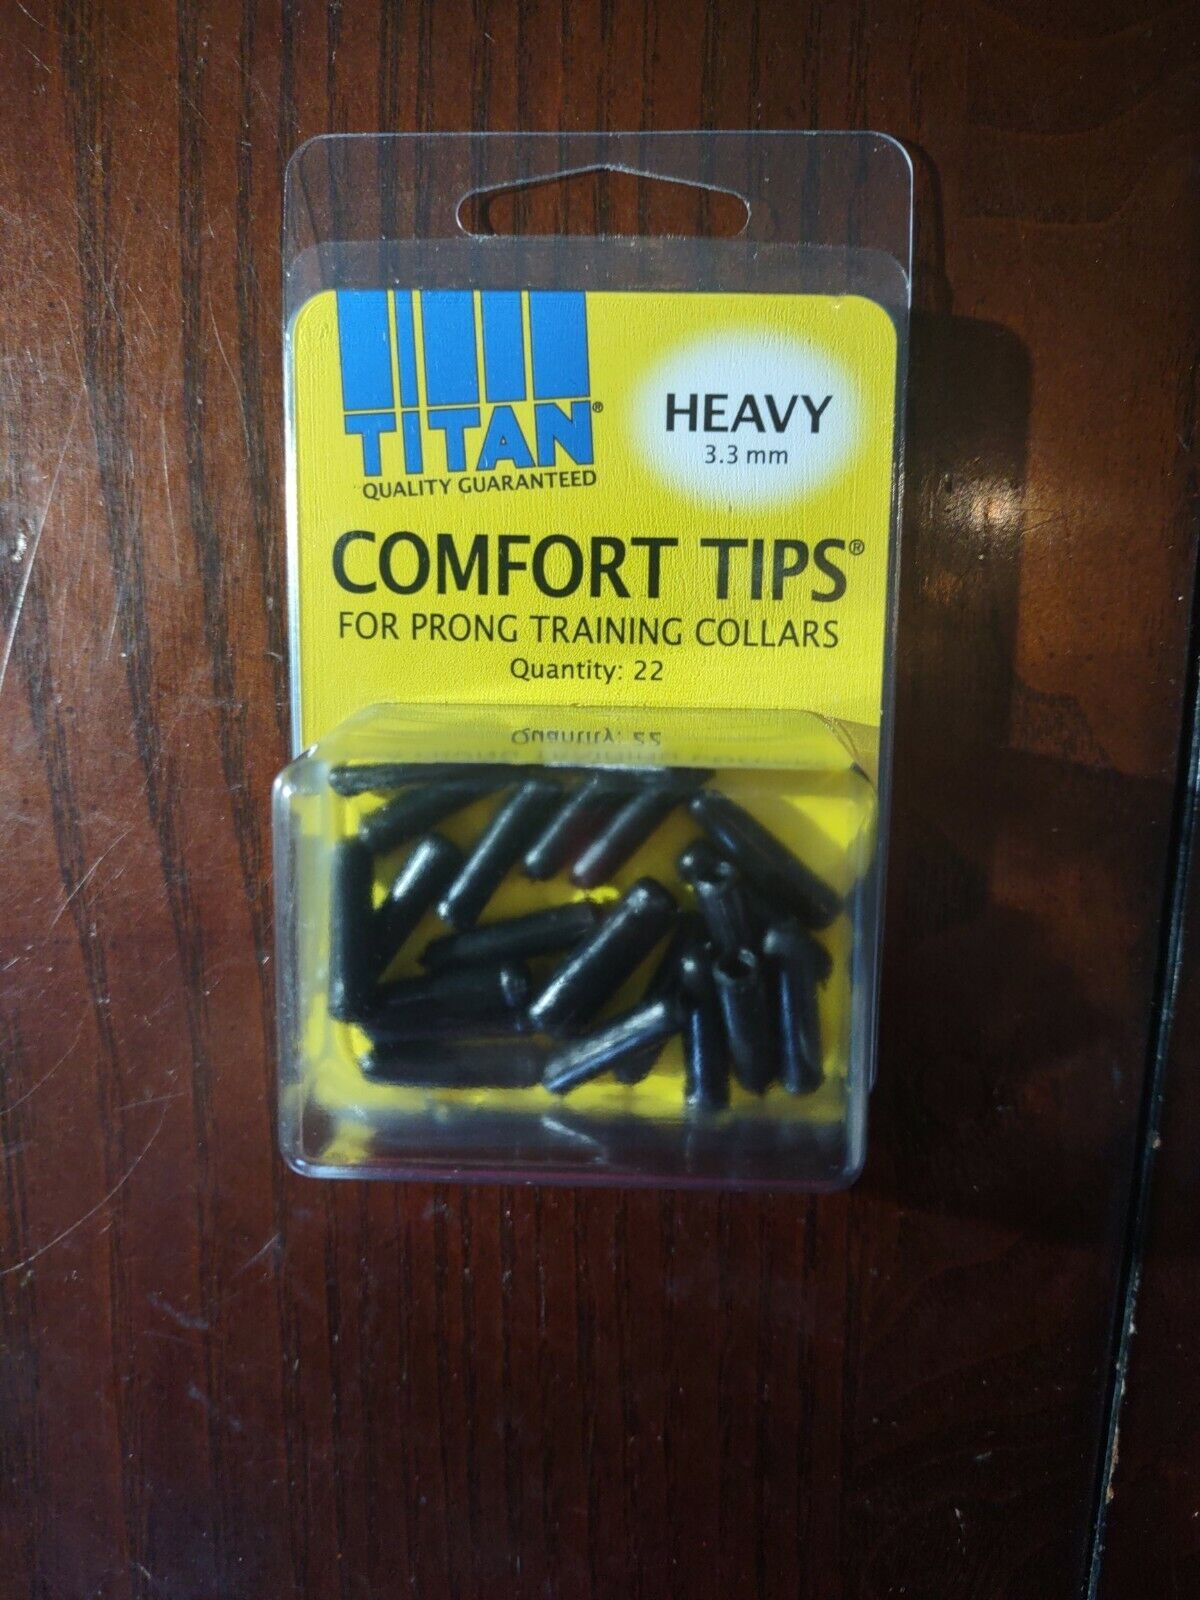 TITAN®
QUALITY GUARANTEED
HEAVY
3.3 mm
COMFORT TIPS®
FOR PRONG TRAINING COLLARS
Quantity: 22